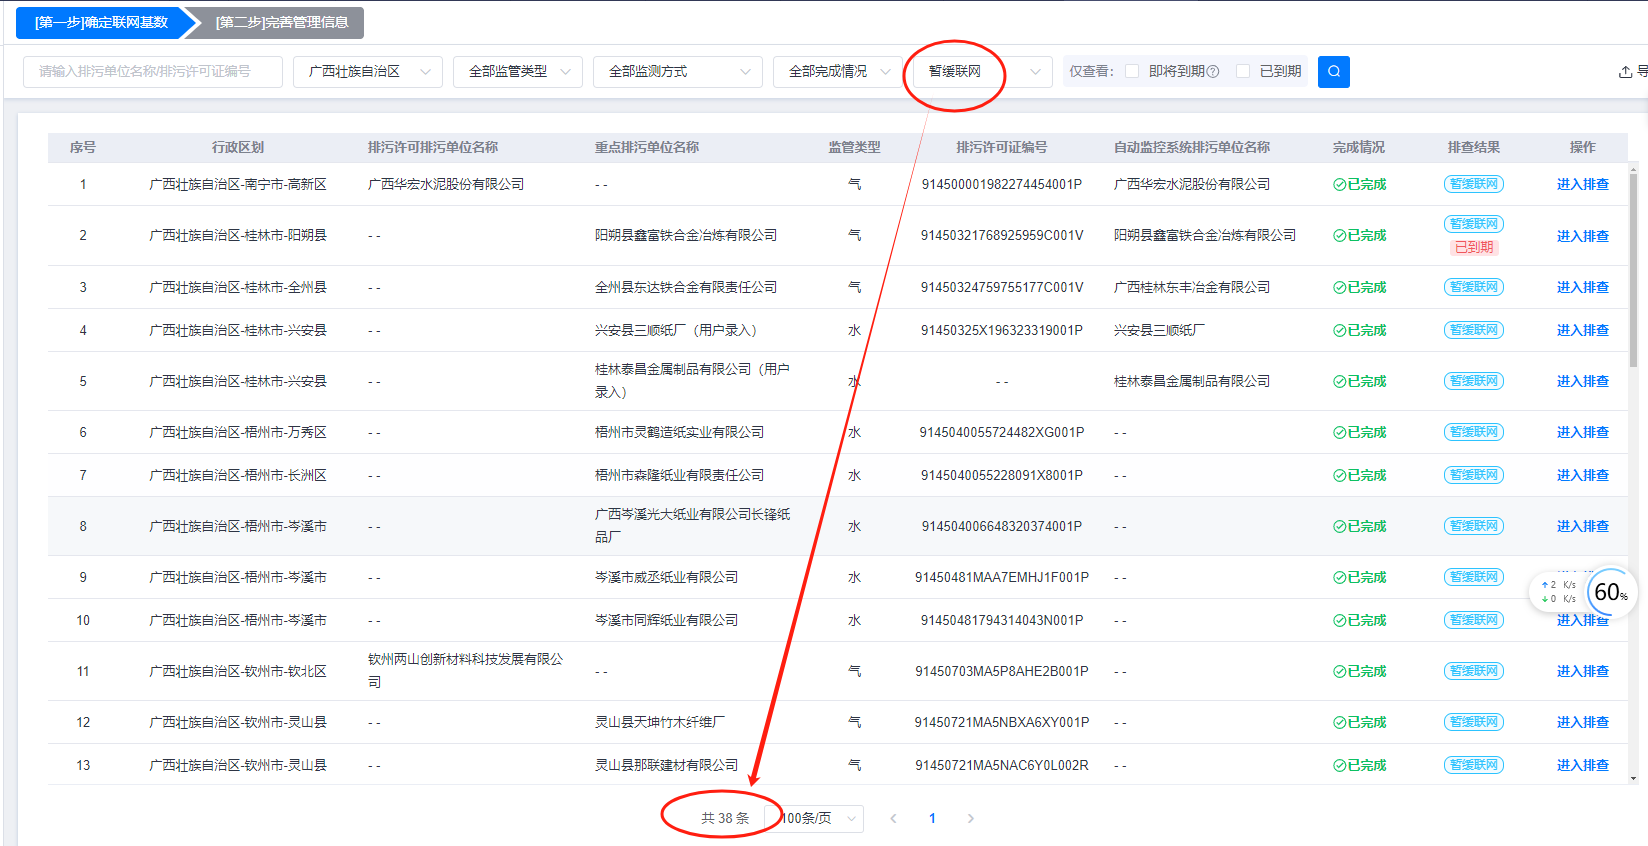 [第一步]确定联网基数 [第二步]完善管理信息
请输入排污单位名称/排污许可证编号 广西壮族自治区 全部监管类型 全部监测方式 全部完成情况 暂缓联网 仅查看： 即将到期 已到期 导
序号 行政区划 排污许可排污单位名称 重点排污单位名称 监管类型 排污许可证编号 自动监控系统排污单位名称 完成情况 排查结果 操作
1 广西壮族自治区-南宁市-高新区 广西华宏水泥股份有限公司 - - 气 914500001982274454001P 广西华宏水泥股份有限公司 已完成 暂缓联网 进入排查
2 广西壮族自治区-桂林市-阳朔县 - - 阳朔县鑫富铁合金冶炼有限公司 气 91450321768925959C001V 阳朔县鑫富铁合金冶炼有限公司 已完成 暂缓联网 进入排查
已到期
3 广西壮族自治区-桂林市-全州县 - - 全州县东达铁合金有限责任公司 气 91450324759755177C001V 广西桂林东丰冶金有限公司 已完成 暂缓联网 进入排查
4 广西壮族自治区-桂林市-兴安县 - - 兴安县三顺纸厂（用户录入） 水 91450325X196323319001P 兴安县三顺纸厂 已完成 暂缓联网 进入排查
5 广西壮族自治区-桂林市-兴安县 - - 桂林泰昌金属制品有限公司（用户 水 - - 桂林泰昌金属制品有限公司 已完成 暂缓联网 进入排查
录入）
6 广西壮族自治区-梧州市-万秀区 - - 梧州市灵鹤造纸实业有限公司 水 9145040055724482XG001P - - 已完成 暂缓联网 进入排查
7 广西壮族自治区-梧州市-长洲区 - - 梧州市森隆纸业有限责任公司 水 9145040055228091X8001P - - 已完成 暂缓联网 进入排查
8 广西壮族自治区-梧州市-岑溪市 - - 广西岑溪光大纸业有限公司长锋纸 水 914504006648320374001P - - 已完成 暂缓联网 进入排查
品厂
9 广西壮族自治区-梧州市-岑溪市 - - 岑溪市威丞纸业有限公司 水 91450481MAA7EMHJ1F001P - - 已完成 暂缓联网
2 K/s
0 K/s
60%
10 广西壮族自治区-梧州市-岑溪市 - - 岑溪市同辉纸业有限公司 水 91450481794314043N001P - - 已完成 暂缓联网 进入排查
11 广西壮族自治区-钦州市-钦北区 钦州两山创新材料科技发展有限公 - - 气 91450703MA5P8AHE2B001P - - 已完成 暂缓联网 进入排查
司
12 广西壮族自治区-钦州市-灵山县 - - 灵山县天坤竹木纤维厂 气 91450721MA5NBXA6XY001P - - 已完成 暂缓联网 进入排查
13 广西壮族自治区-钦州市-灵山县 - - 灵山县那联建材有限公司 气 91450721MA5NAC6Y0L002R - - 已完成 暂缓联网 进入排查
共 38 条 100条/页 1